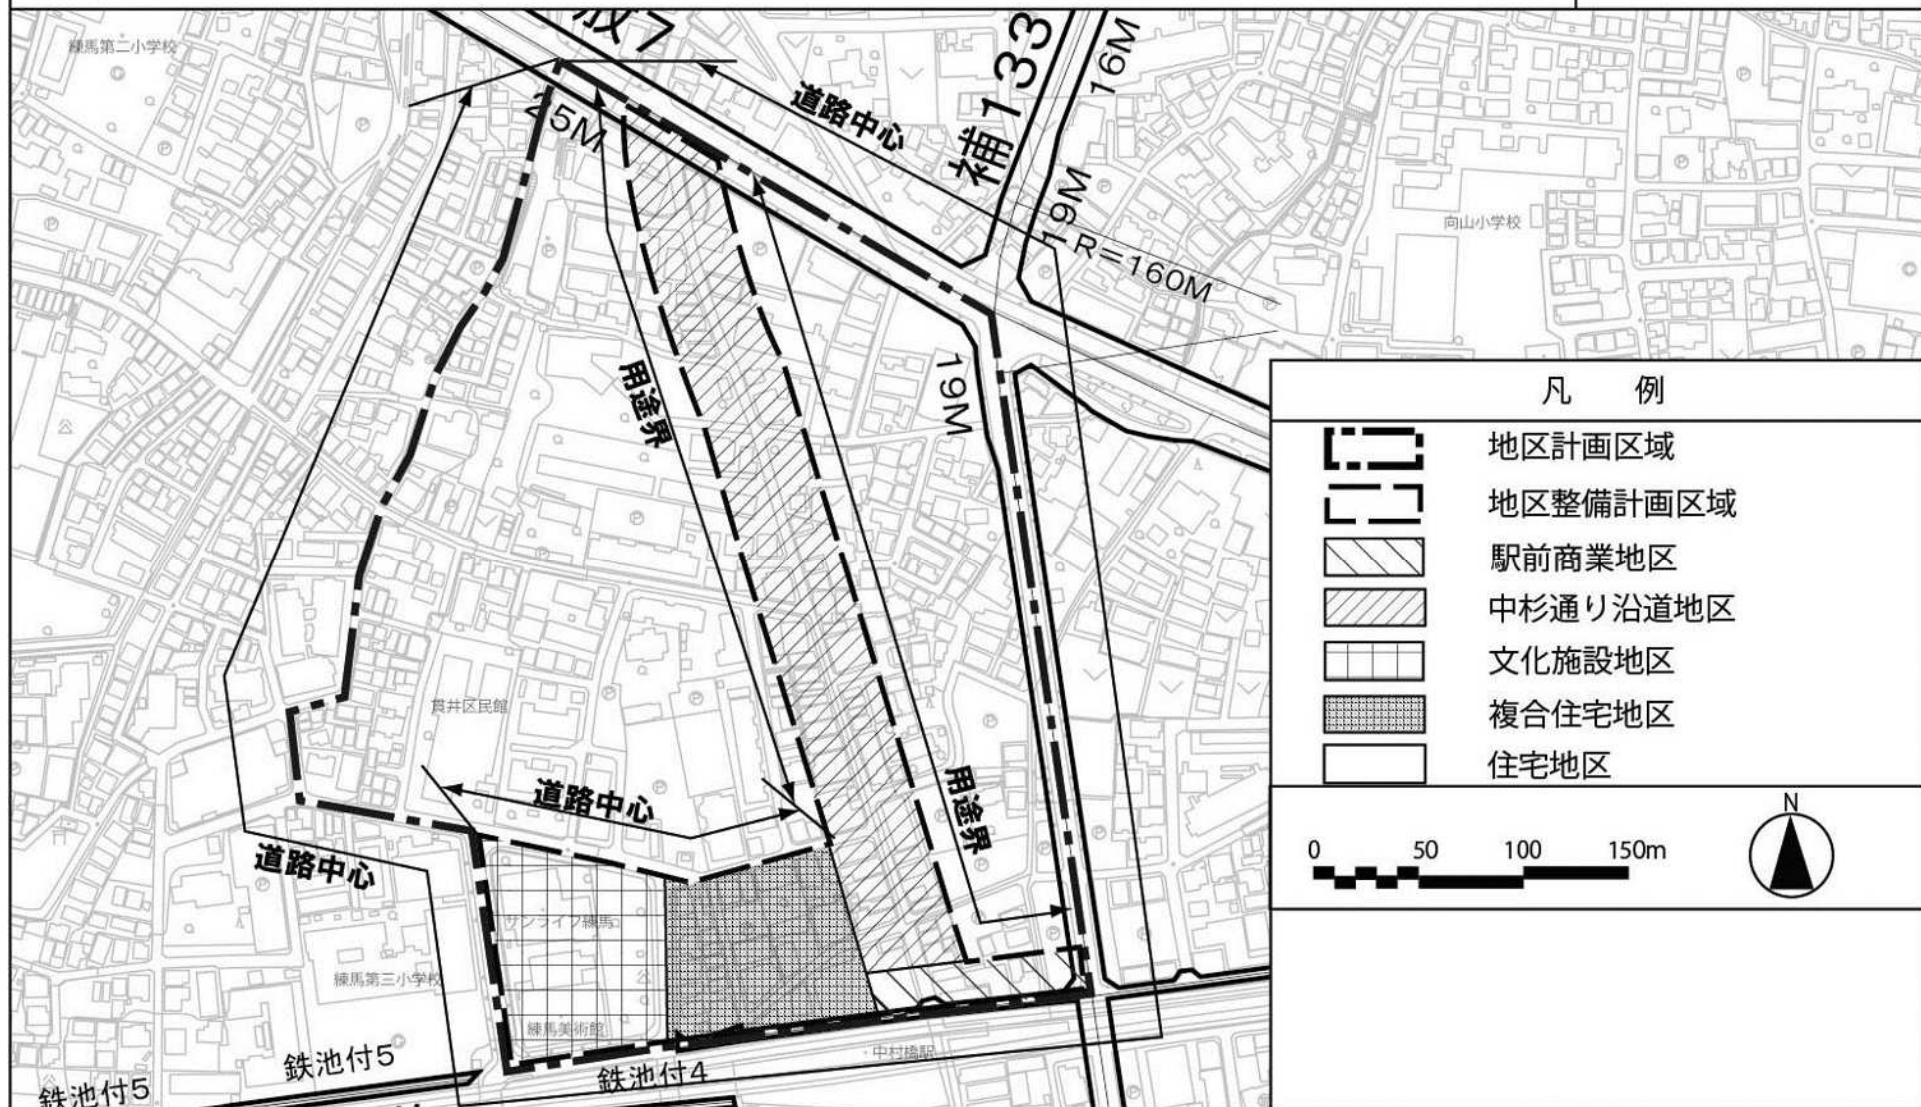 練馬第二小学校
放7
補133
16M
道路中心
25M
19M
R=160M
向山小学校
19M
用途界
貫井区民館
道路中心
用途界
道路中心
サンライフ練馬
練馬第三小学校
練馬美術館
中村橋駅
鉄池付5
鉄池付4
鉄池付5
凡 例
地区計画区域
地区整備計画区域
駅前商業地区
中杉通り沿道地区
文化施設地区
複合住宅地区
住宅地区
0 50 100 150m
N